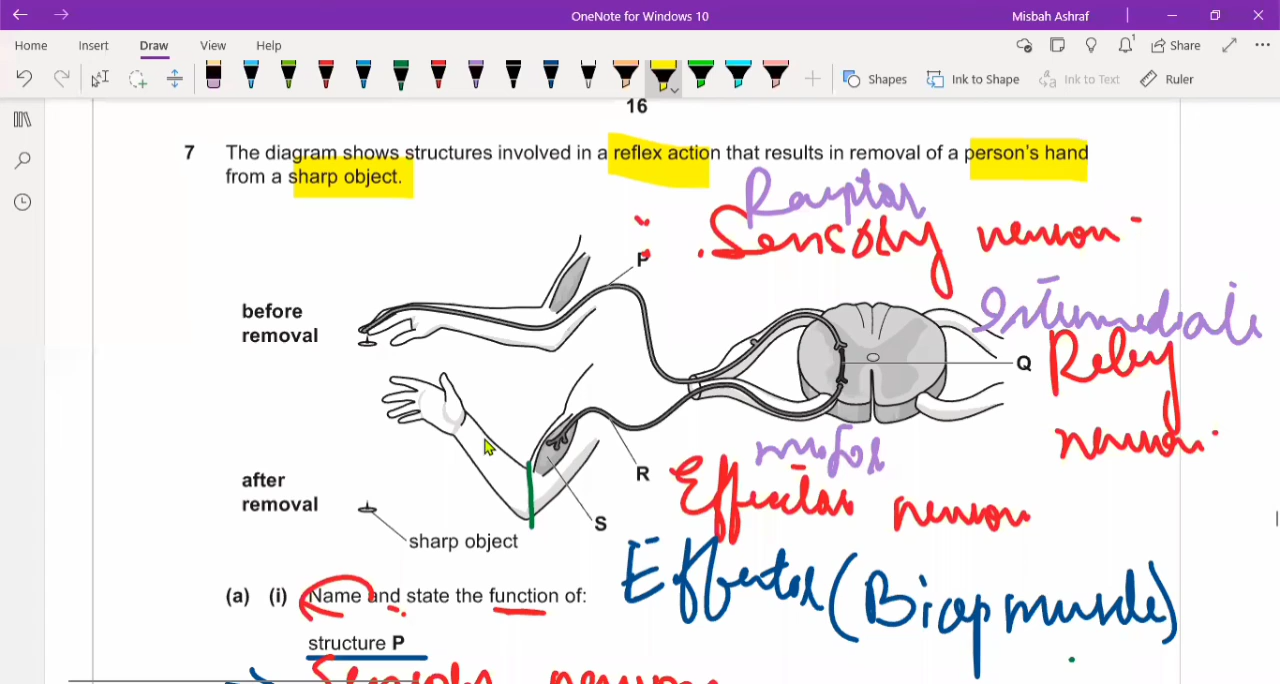 OneNote for Windows 10
Misbah Ashraf
Home Insert Draw View Help
Share
Shapes Ink to Shape Ink to Text Ruler
16
7 The diagram shows structures involved in a reflex action that results in removal of a person's hand
from a sharp object.
Sensory neuron
P
before
removal
Intermediate
Q Relay
neuron
motor
R Effector neuron
after
removal
S
sharp object
Effector (Bicep muscle)
(a) (i) Name and state the function of:
structure P
Sensory neuron